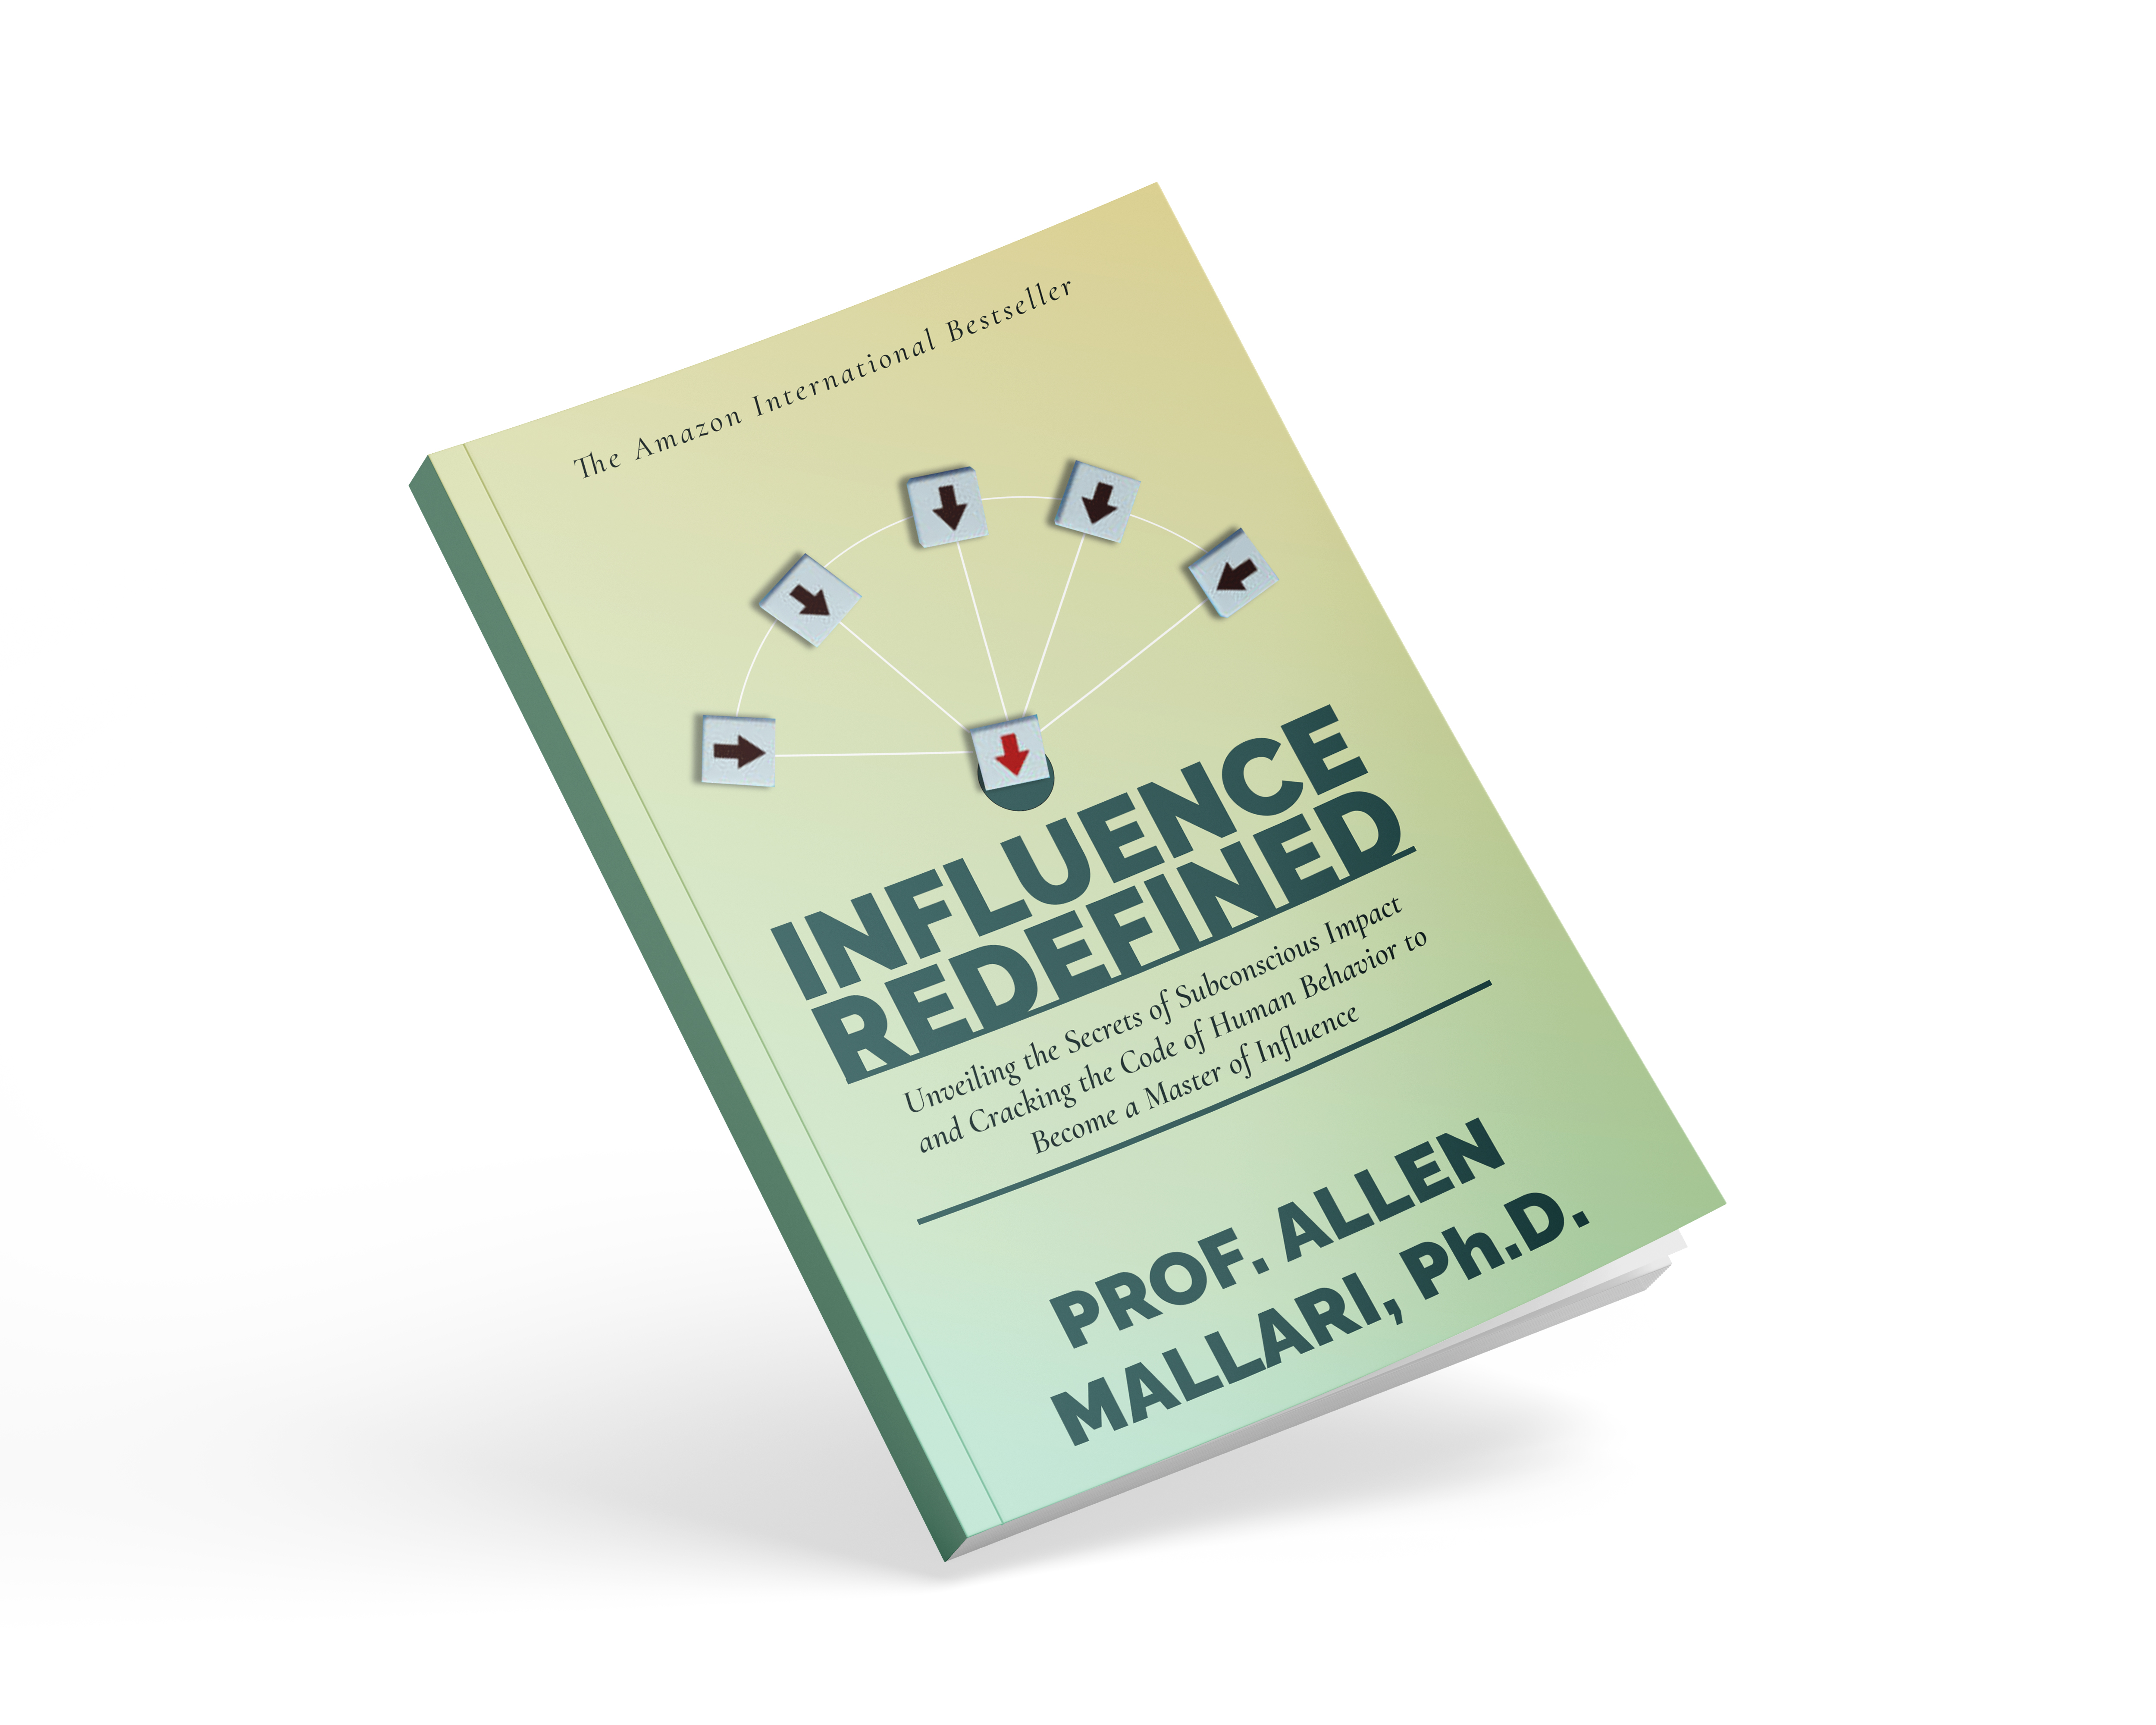 The Amazon International Bestseller
INFLUENCE
REDEFINED
Unveiling the Secrets of Subconscious Impact
and Cracking the Code of Human Behavior to
Become a Master of Influence
PROF. ALLEN
MALLARI, Ph.D.